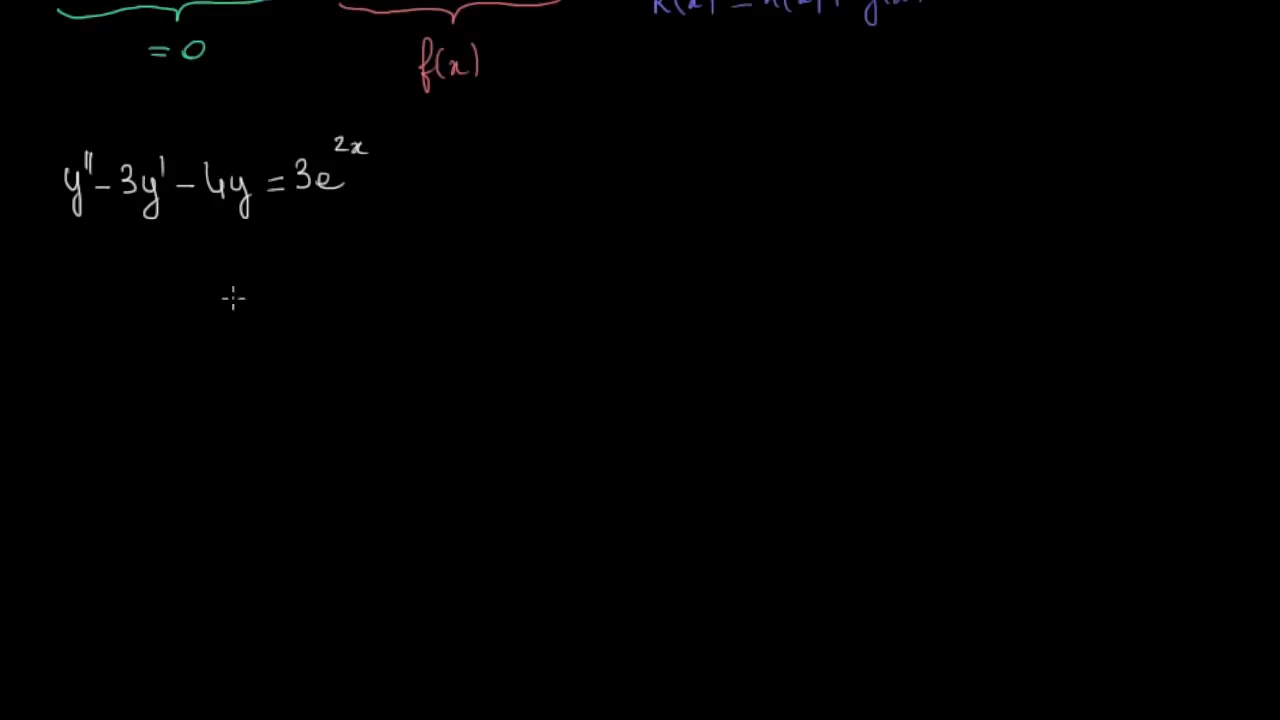 = 0
f(x)
y'' - 3y' - 4y = 3e^{2x}